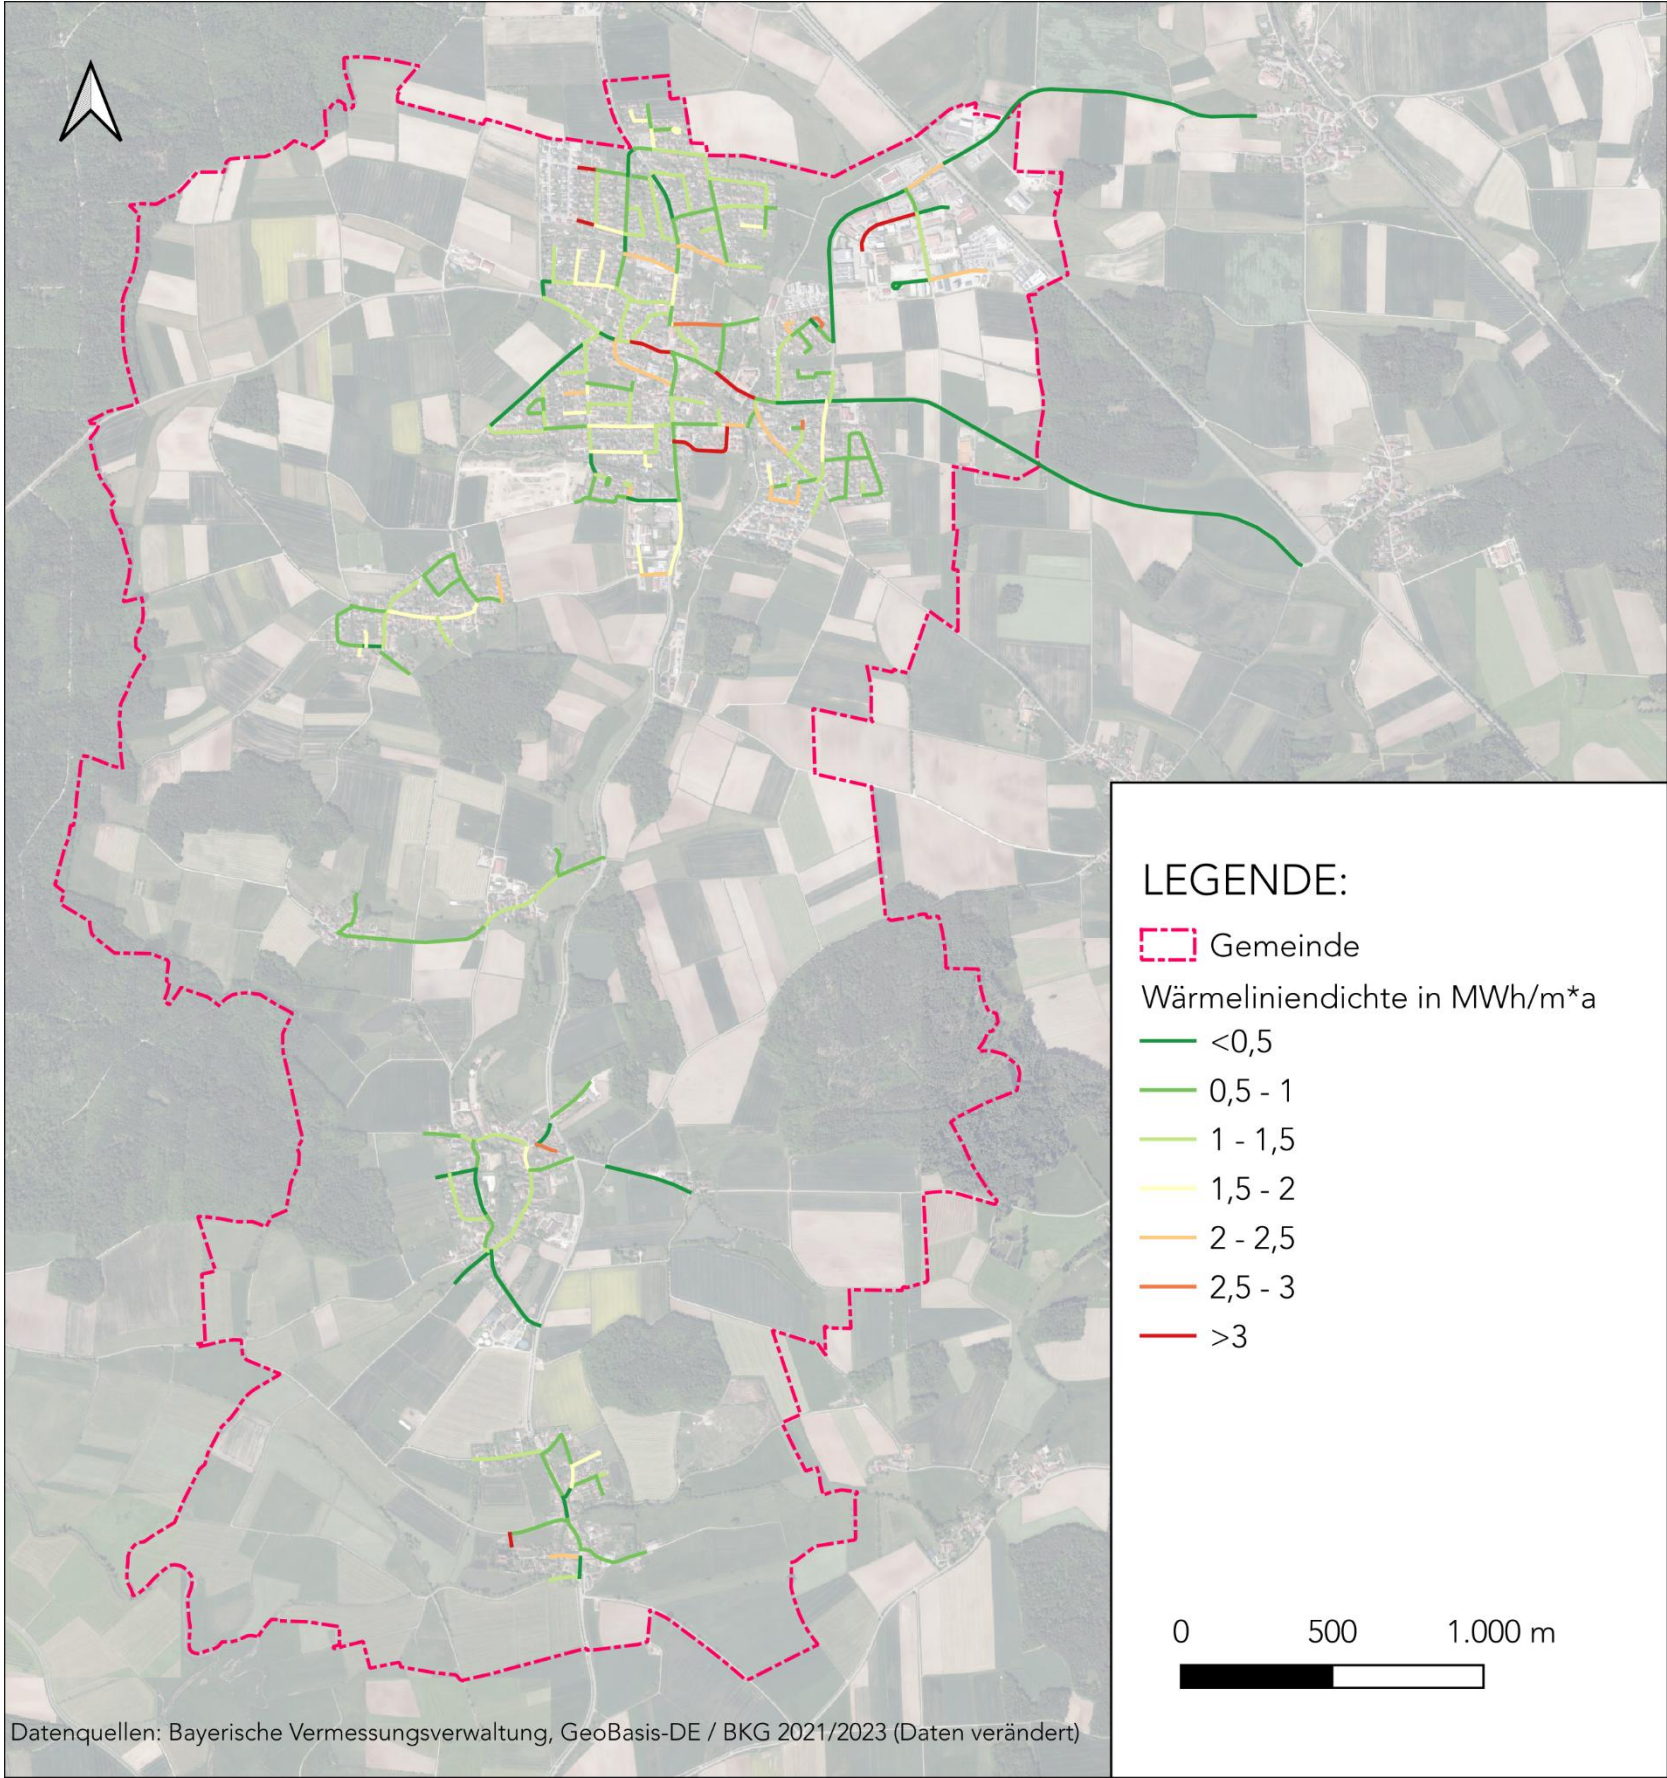 LEGENDE:
Gemeinde
Wärmeliniendichte in MWh/m*a
<0,5
0,5 - 1
1 - 1,5
1,5 - 2
2 - 2,5
2,5 - 3
>3
0 500 1.000 m
Datenquellen: Bayerische Vermessungsverwaltung, GeoBasis-DE / BKG 2021/2023 (Daten verändert)